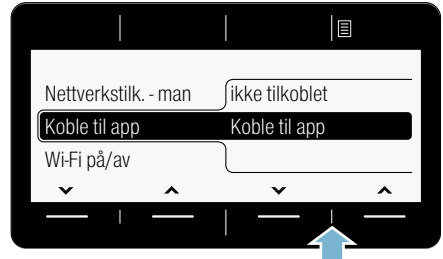 Nettverkstilk. - man ikke tilkoblet
Koble til app Koble til app
Wi-Fi på/av